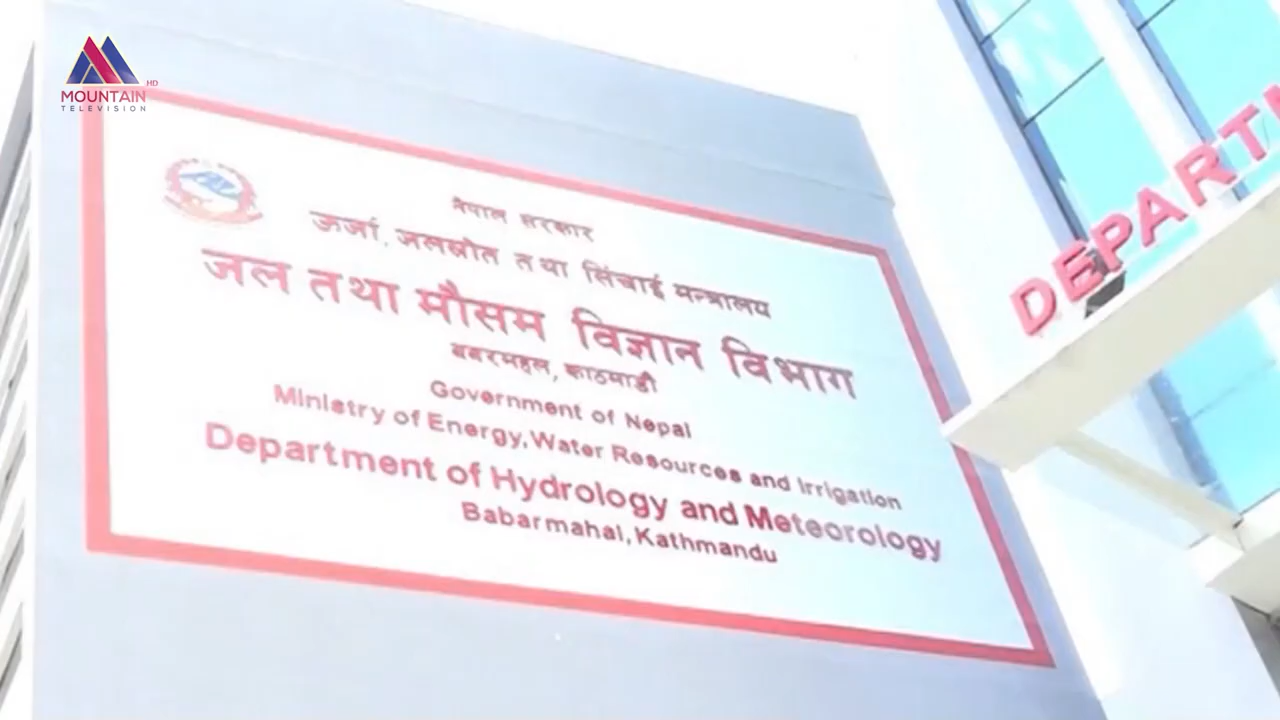 MOUNTAIN HD
TELEVISION
नेपाल सरकार
ऊर्जा, जलस्रोत तथा सिंचाई मन्त्रालय
जल तथा मौसम विज्ञान विभाग
बबरमहल, काठमाडौं
Government of Nepal
Ministry of Energy, Water Resources and Irrigation
Department of Hydrology and Meteorology
Babarmahal, Kathmandu
DEPARTM